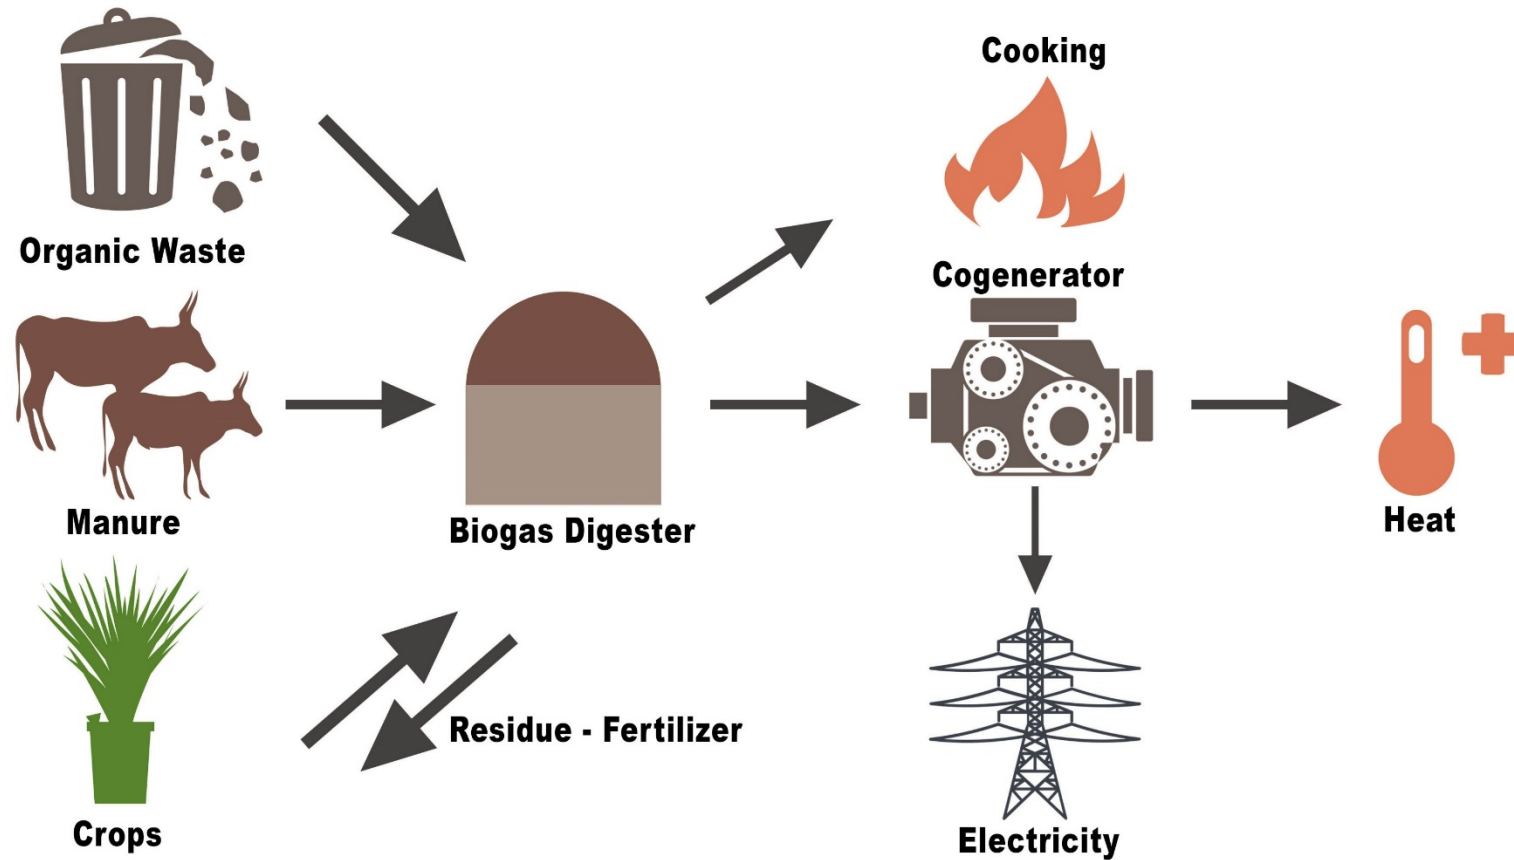 Cooking
Organic Waste
Cogenerator
Manure
Biogas Digester
Heat
Residue - Fertilizer
Crops
Electricity